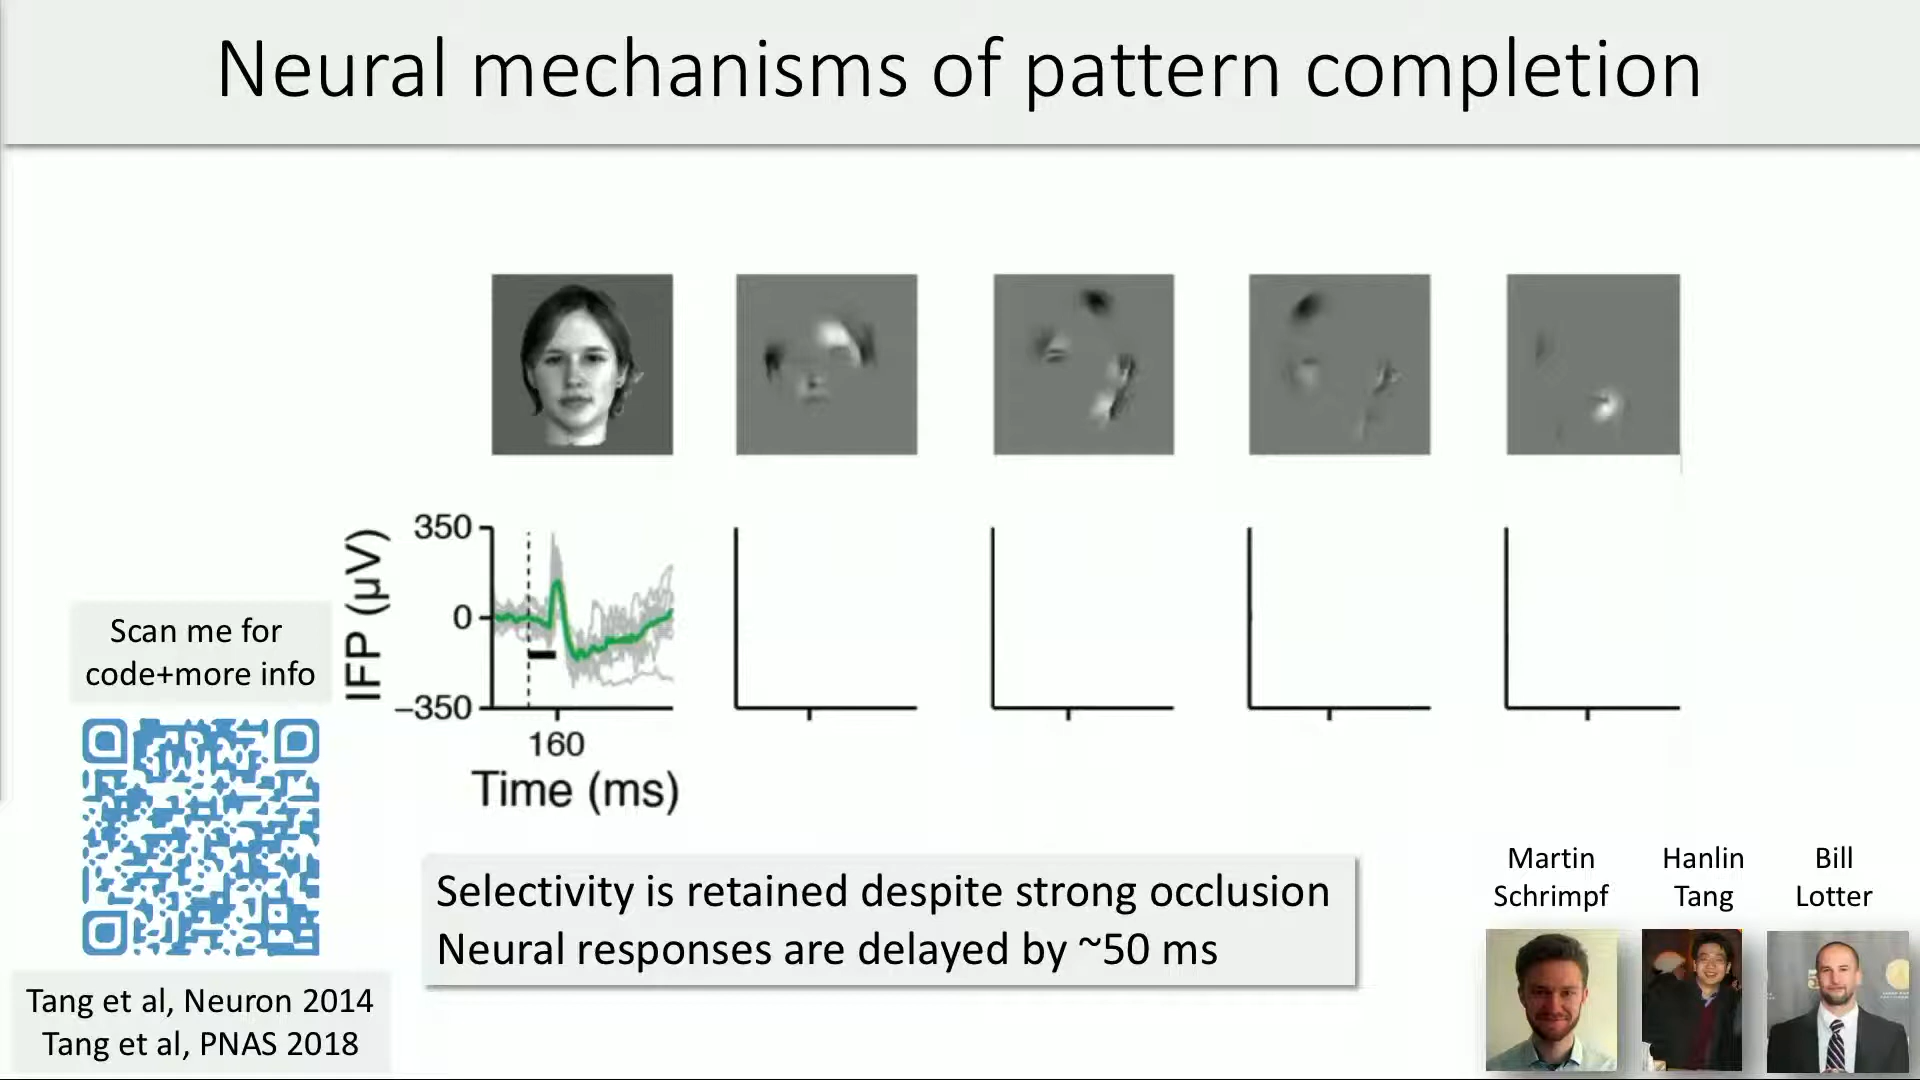 Neural mechanisms of pattern completion
350
0
−350
IFP (µV)
160
Time (ms)
Scan me for
code+more info
Tang et al, Neuron 2014
Tang et al, PNAS 2018
Selectivity is retained despite strong occlusion
Neural responses are delayed by ~50 ms
Martin
Schrimpf
Hanlin
Tang
Bill
Lotter